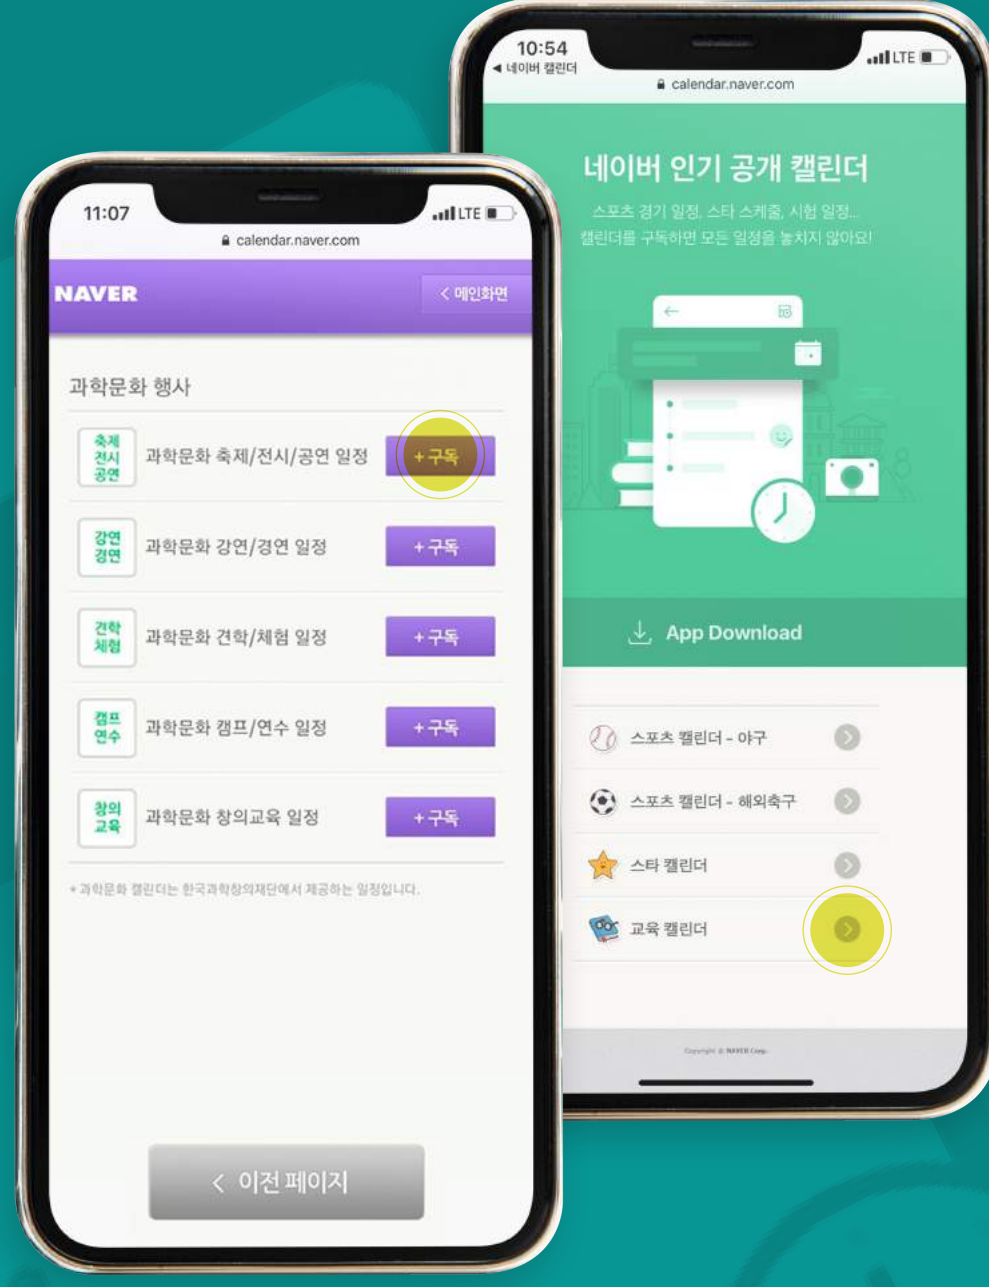 11:07
LTE
calendar.naver.com
NAVER
< 메인화면
과학문화 행사
축제
전시
공연
과학문화 축제/전시/공연 일정
+ 구독
강연
경연
과학문화 강연/경연 일정
+ 구독
견학
체험
과학문화 견학/체험 일정
+ 구독
캠프
연수
과학문화 캠프/연수 일정
+ 구독
창의
교육
과학문화 창의교육 일정
+ 구독
* 과학문화 캘린더는 한국과학창의재단에서 제공하는 일정입니다.
< 이전 페이지
10:54
LTE
◀ 네이버 캘린더
calendar.naver.com
네이버 인기 공개 캘린더
스포츠 경기 일정, 스타 스케줄, 시험 일정...
캘린더를 구독하면 모든 일정을 놓치지 않아요!
App Download
스포츠 캘린더 - 야구
스포츠 캘린더 - 해외축구
스타 캘린더
교육 캘린더
Copyright © NAVER Corp.